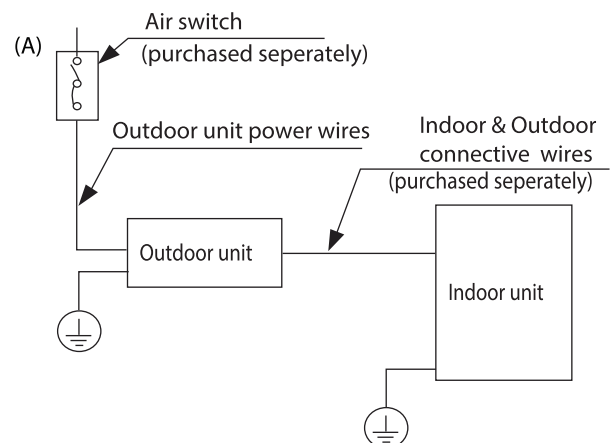 (A)
Air switch
(purchased seperately)
Outdoor unit power wires
Indoor & Outdoor
connective wires
(purchased seperately)
Outdoor unit
Indoor unit